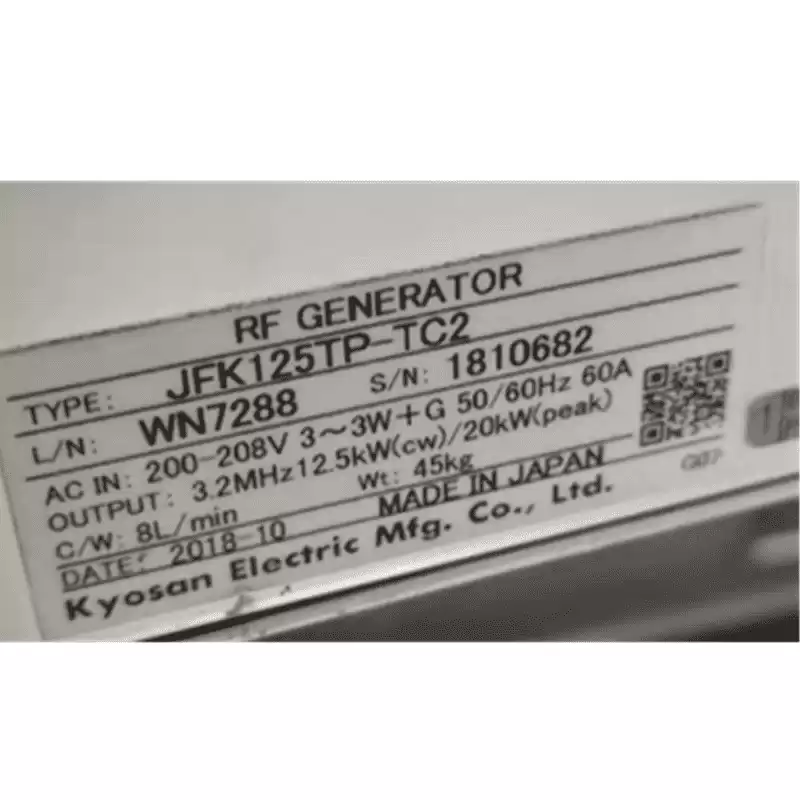 RF GENERATOR
TYPE: JFK125TP-TC2
L/N: WN7288 S/N: 1810682
AC IN: 200-208V 3~3W+G 50/60Hz 60A
OUTPUT: 3.2MHz12.5kW(cw)/20kW(peak)
C/W: 8L/min Wt: 45kg
DATE: 2018-10 MADE IN JAPAN
Kyosan Electric Mfg. Co., Ltd.